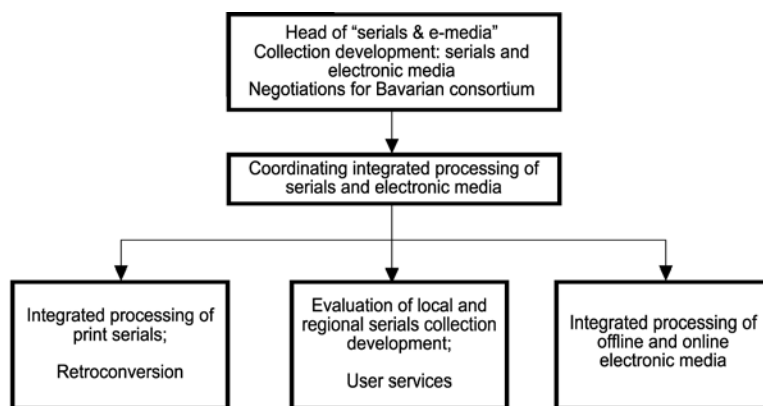 Head of “serials & e-media”
Collection development: serials and
electronic media
Negotiations for Bavarian consortium
Coordinating integrated processing of
serials and electronic media
Integrated processing of
print serials;
Retroconversion
Evaluation of local and
regional serials collection
development;
User services
Integrated processing of
offline and online
electronic media